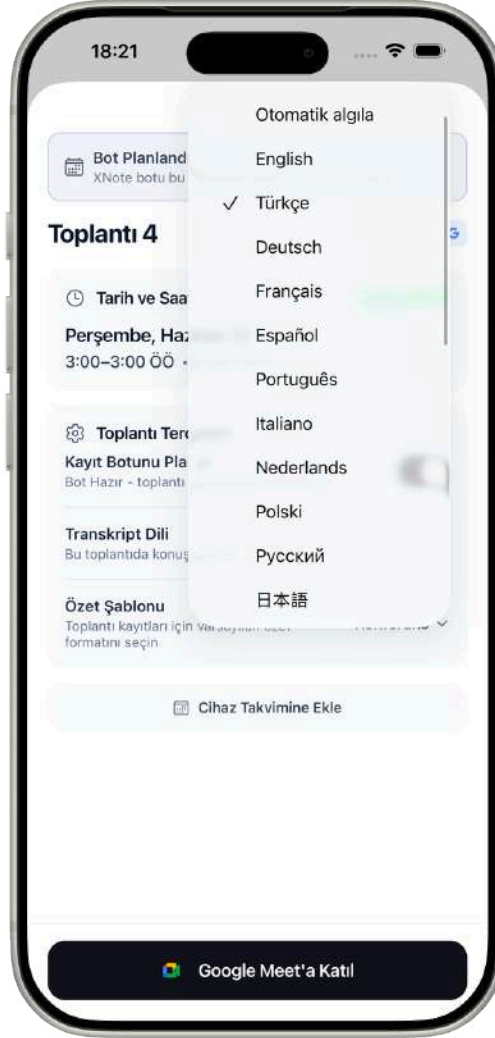 18:21
Otomatik algıla
English
✓ Türkçe
Deutsch
Français
Español
Português
Italiano
Nederlands
Polski
Русский
日本語
Bot Planland
XNote botu bu
Toplantı 4
Tarih ve Saa
Perşembe, Haz
3:00–3:00 ÖÖ
Toplantı Terc
Kayıt Botunu Pla
Bot Hazır - toplantı
Transkript Dili
Bu toplantıda konuş
Özet Şablonu
Toplantı kayıtları için varsayılan özet
formatını seçin
Cihaz Takvimine Ekle
Google Meet'a Katıl